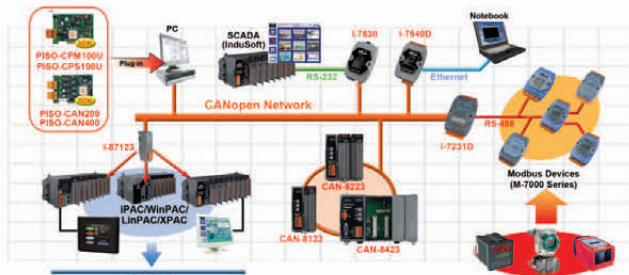 PISO-CPM100U
PISO-CPS100U
PISO-CAN200
PISO-CAN400
Plug-in
PC
SCADA
(InduSoft)
RS-232
I-7530
I-7540D
Ethernet
Notebook
CANopen Network
I-87123
I-7231D
RS-485
Modbus Devices
(M-7000 Series)
iPAC/WinPAC/
LinPAC/XPAC
CAN-8223
CAN-8123
CAN-8423